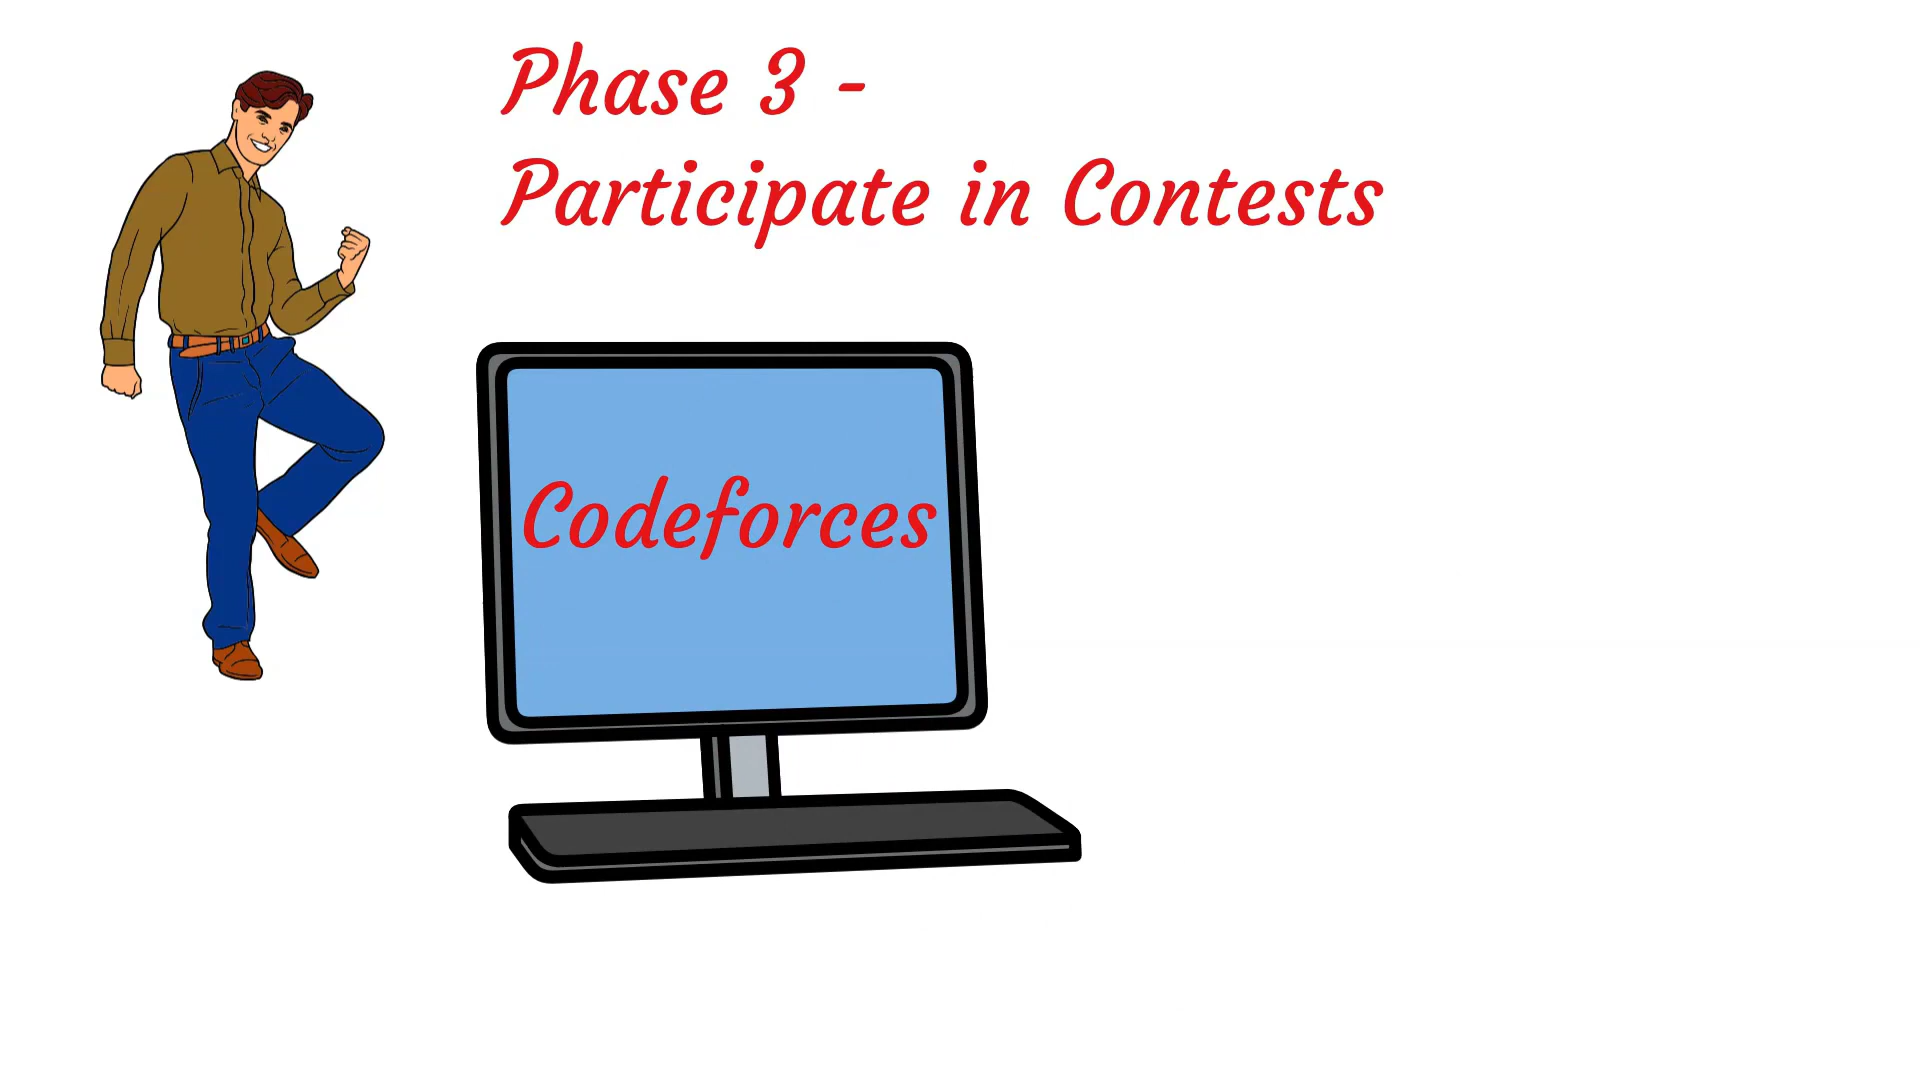 Phase 3 -
Participate in Contests
Codeforces